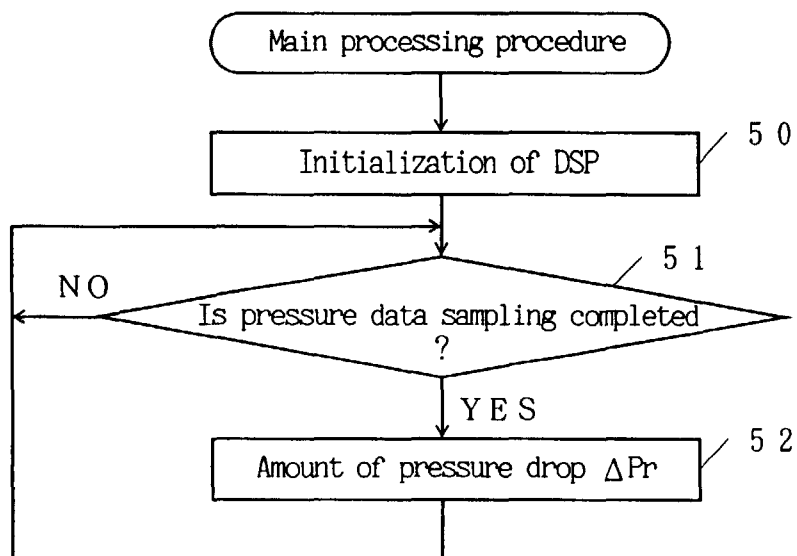 Main processing procedure
50
Initialization of DSP
51
NO
Is pressure data sampling completed
?
YES
52
Amount of pressure drop ΔPr